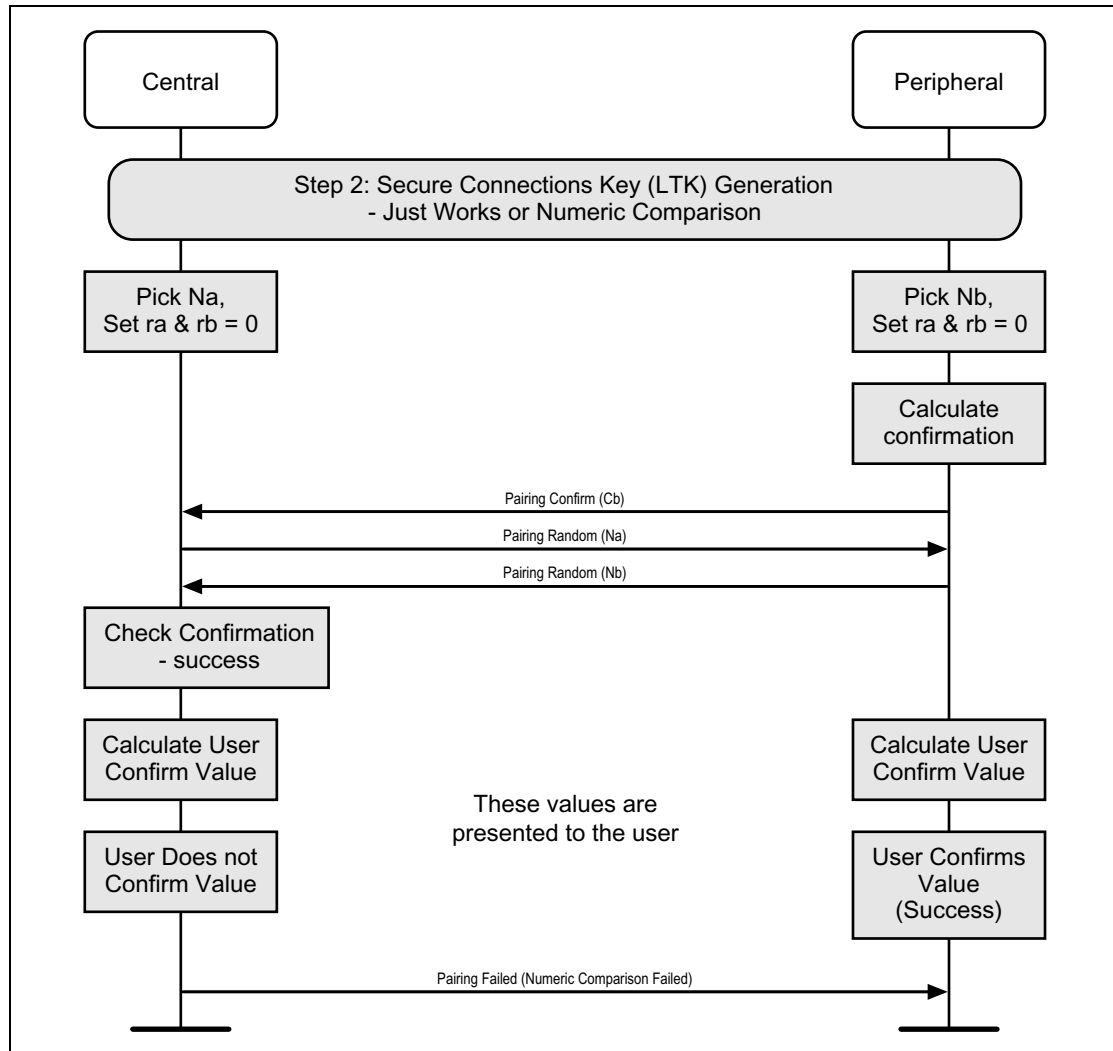 Central
Peripheral
Step 2: Secure Connections Key (LTK) Generation
- Just Works or Numeric Comparison
Pick Na,
Set ra & rb = 0
Pick Nb,
Set ra & rb = 0
Calculate
confirmation
Pairing Confirm (Cb)
Pairing Random (Na)
Pairing Random (Nb)
Check Confirmation
- success
Calculate User
Confirm Value
Calculate User
Confirm Value
These values are
presented to the user
User Does not
Confirm Value
User Confirms
Value
(Success)
Pairing Failed (Numeric Comparison Failed)